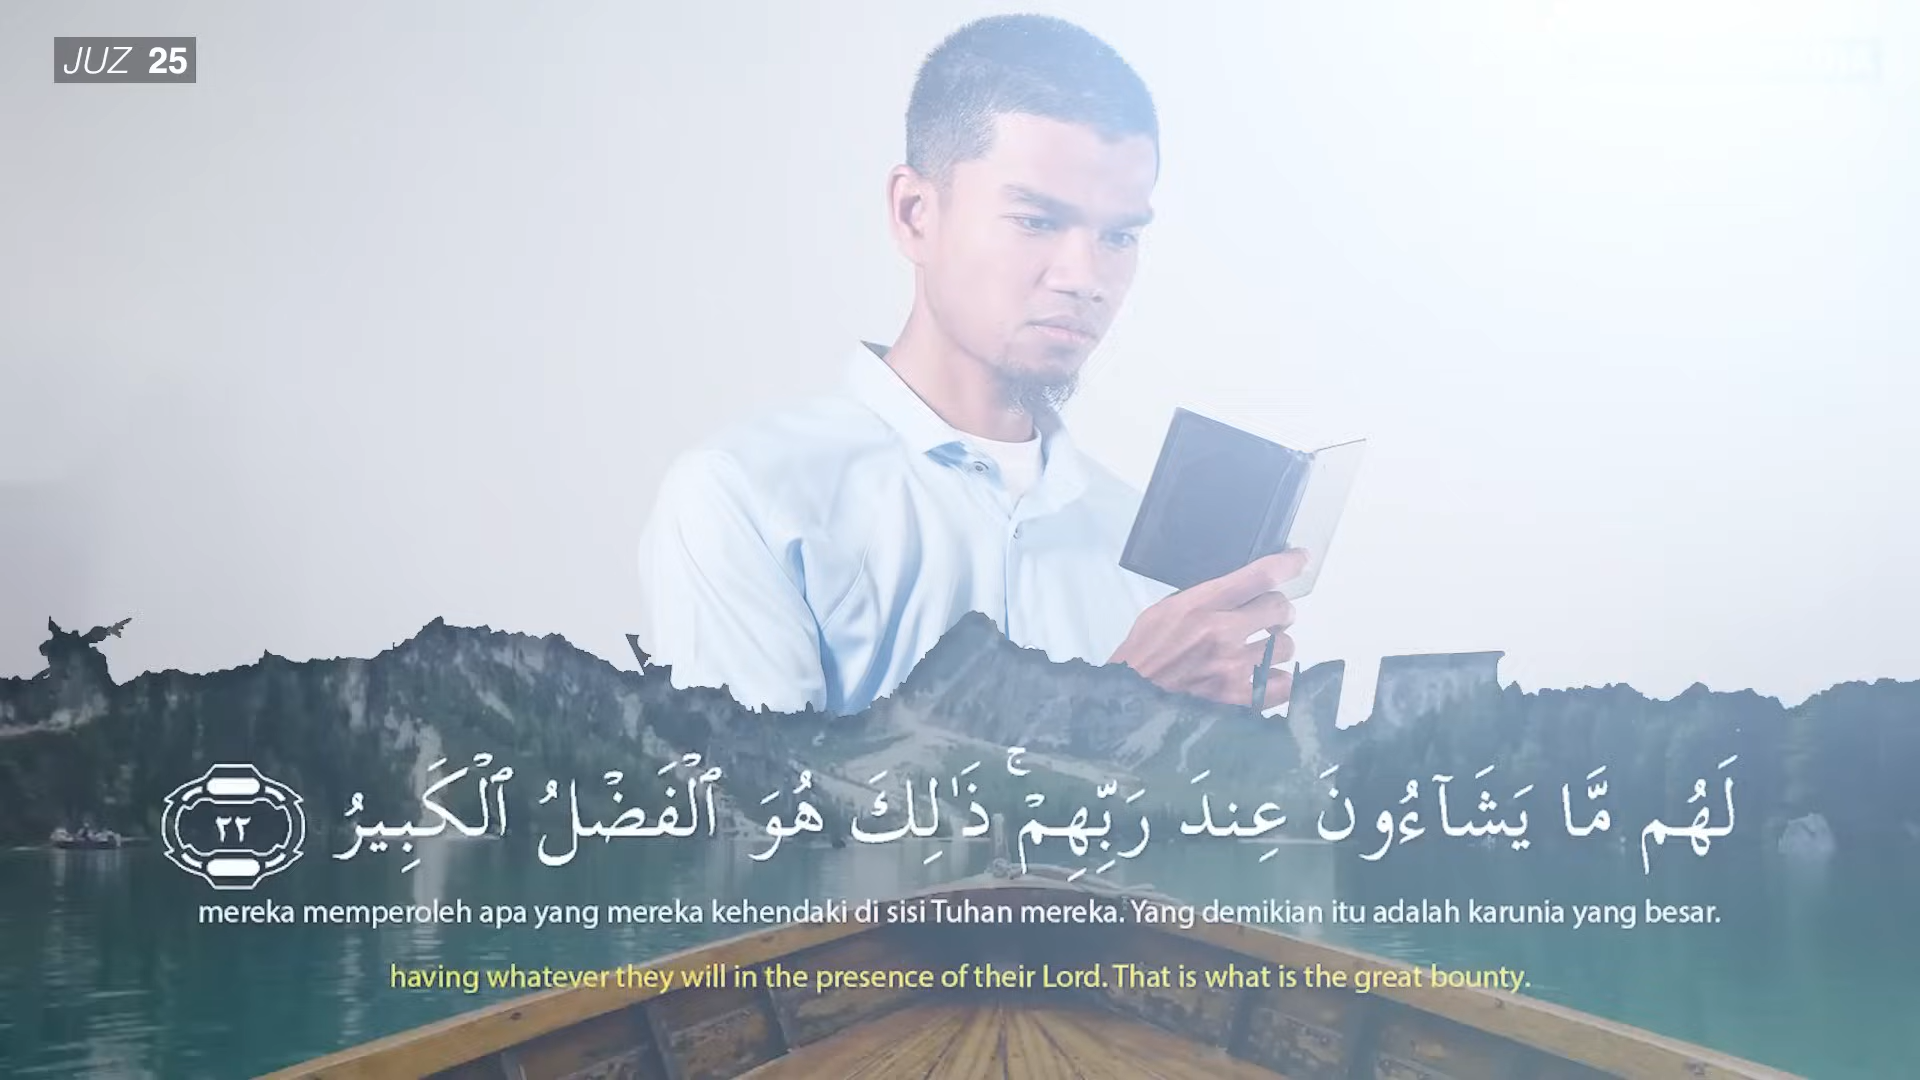 JUZ 25
لَهُم مَّا يَشَآءُونَ عِندَ رَبِّهِمْ ۚ ذَٰلِكَ هُوَ ٱلْفَضْلُ ٱلْكَبِيرُ ٢٢
mereka memperoleh apa yang mereka kehendaki di sisi Tuhan mereka. Yang demikian itu adalah karunia yang besar.
having whatever they will in the presence of their Lord. That is what is the great bounty.